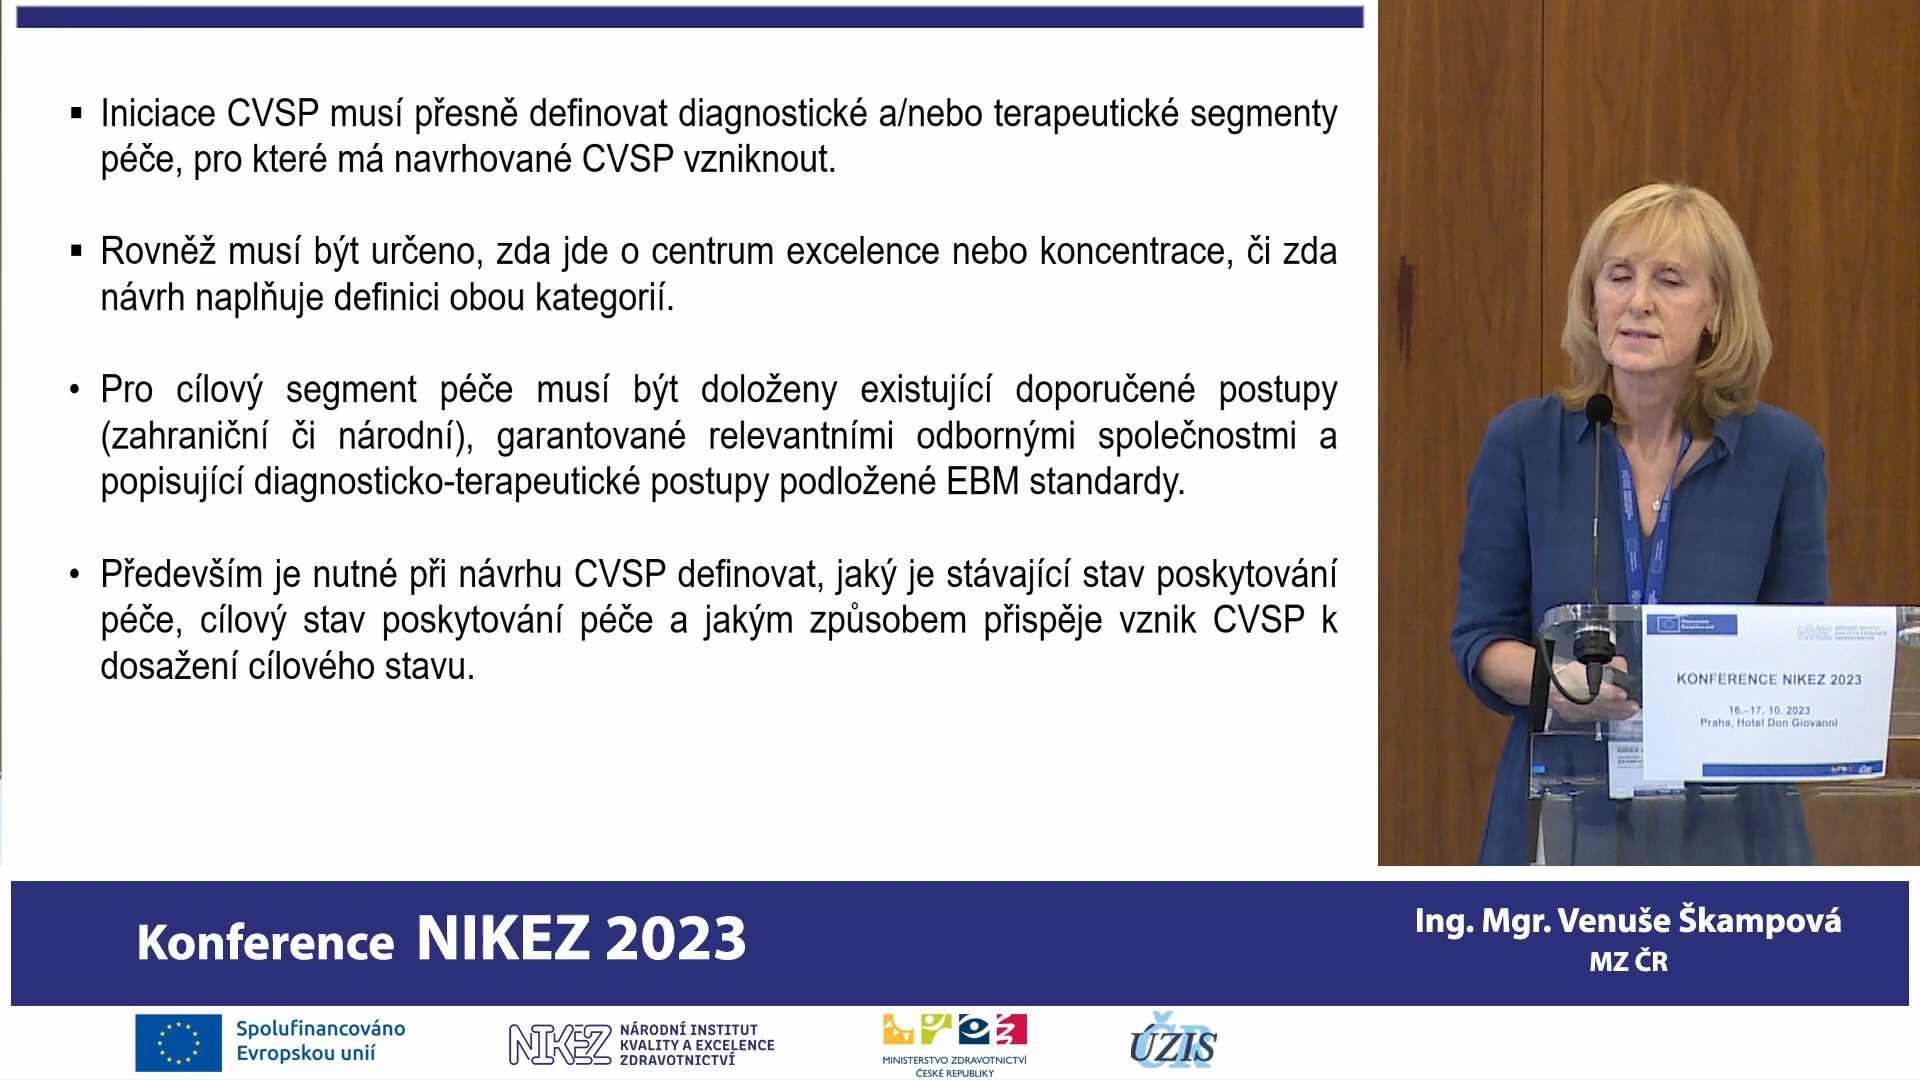 ▪ Iniciace CVSP musí přesně definovat diagnostické a/nebo terapeutické segmenty
péče, pro které má navrhované CVSP vzniknout.
▪ Rovněž musí být určeno, zda jde o centrum excelence nebo koncentrace, či zda
návrh naplňuje definici obou kategorií.
• Pro cílový segment péče musí být doloženy existující doporučené postupy
(zahraniční či národní), garantované relevantními odbornými společnostmi a
popisující diagnosticko-terapeutické postupy podložené EBM standardy.
• Především je nutné při návrhu CVSP definovat, jaký je stávající stav poskytování
péče, cílový stav poskytování péče a jakým způsobem přispěje vznik CVSP k
dosažení cílového stavu.
KONFERENCE NIKEZ 2023
16.–17. 10. 2023
Praha, Hotel Don Giovanni
Konference NIKEZ 2023
Ing. Mgr. Venuše Škampová
MZ ČR
Spolufinancováno
Evropskou unií
NIKEZ
NÁRODNÍ INSTITUT
KVALITY A EXCELENCE
ZDRAVOTNICTVÍ
MINISTERSTVO ZDRAVOTNICTVÍ
ČESKÉ REPUBLIKY
ÚZIS
ČR